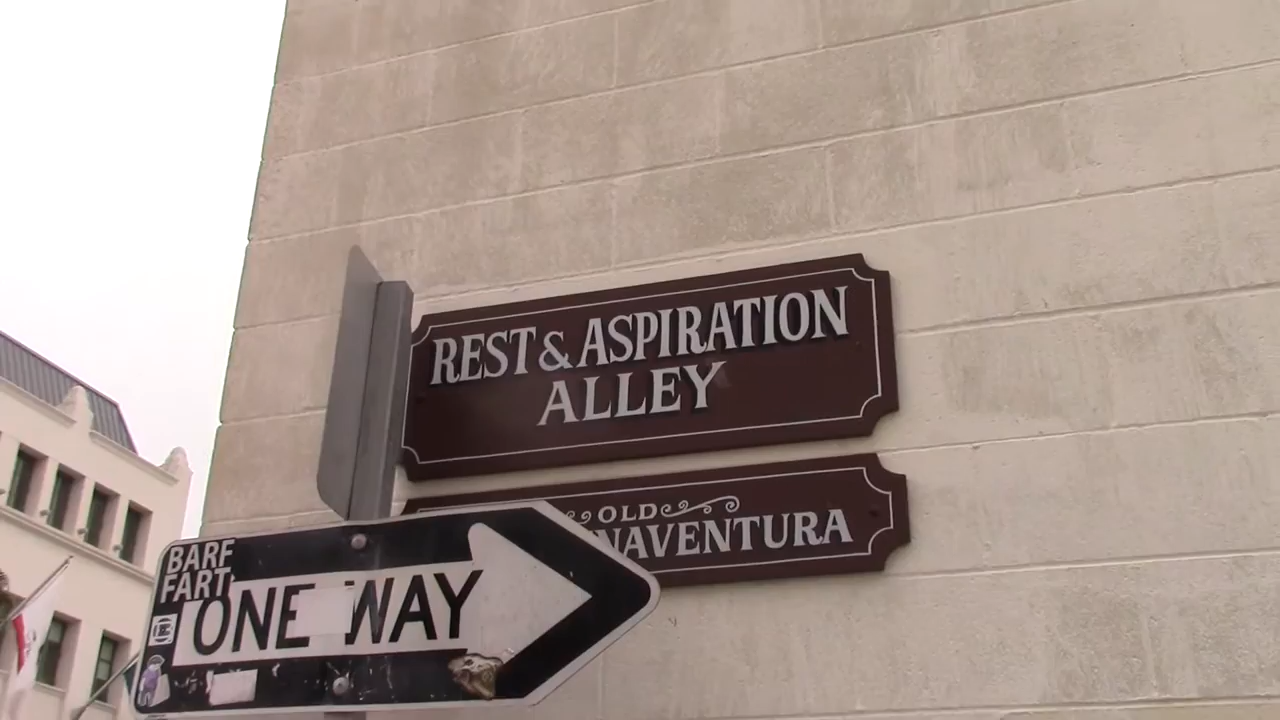 REST & ASPIRATION
ALLEY
OLD
NAVENTURA
BARF
FART
ONE WAY